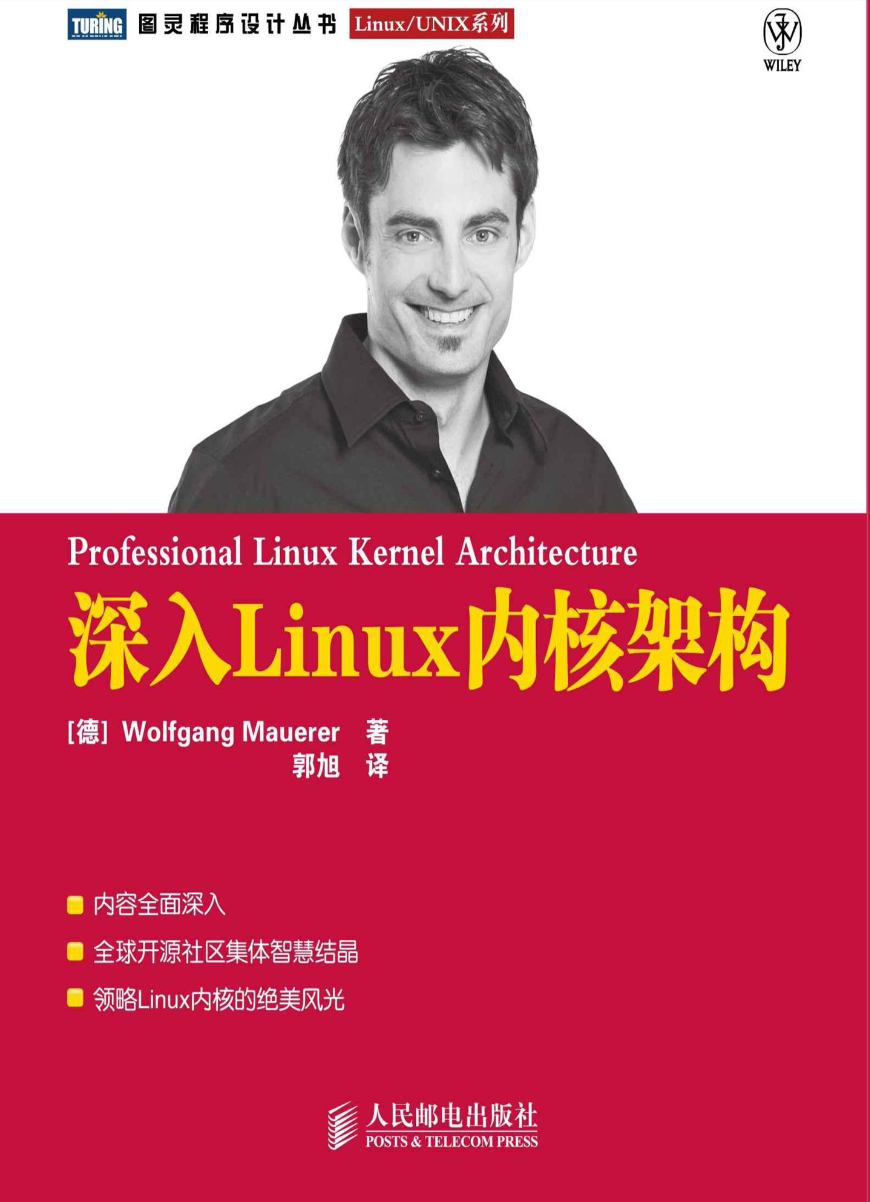 TURING 图灵程序设计丛书 Linux/UNIX系列
WILEY
Professional Linux Kernel Architecture
深入Linux内核架构
[德] Wolfgang Mauerer 著
郭旭 译
内容全面深入
全球开源社区集体智慧结晶
领略Linux内核的绝美风光
人民邮电出版社
POSTS & TELECOM PRESS